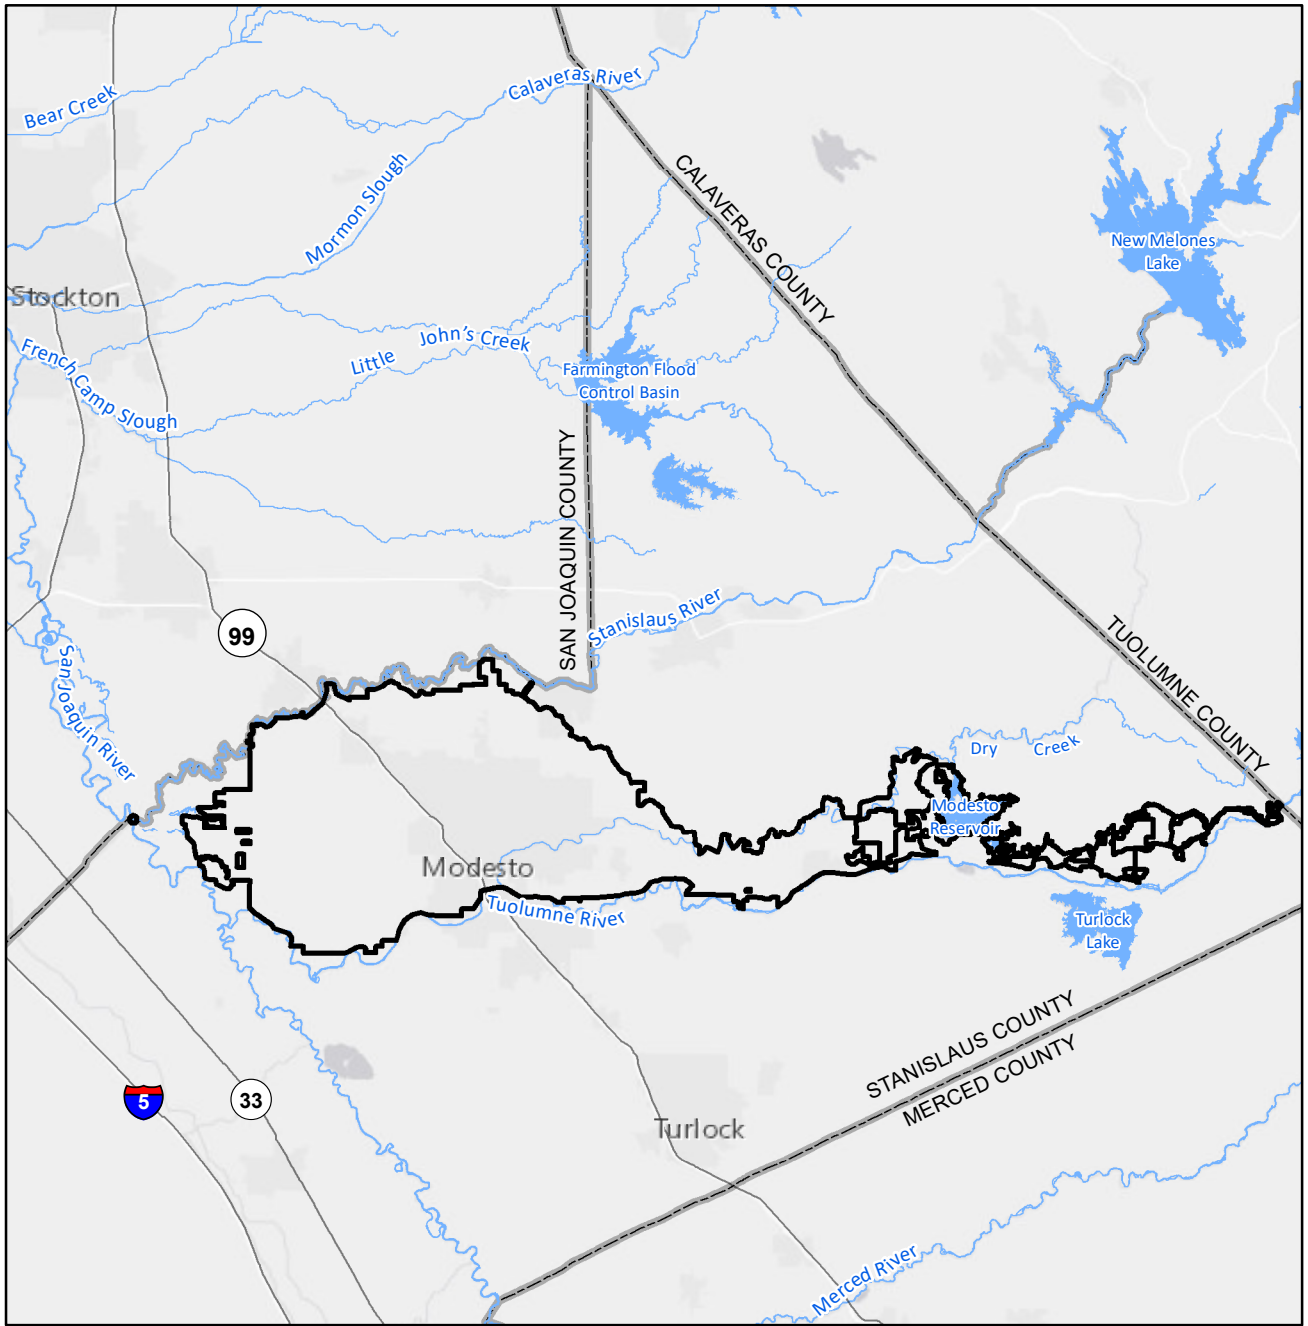 Bear Creek
Calaveras River
Mormon Slough
CALAVERAS COUNTY
New Melones
Lake
Stockton
French Camp Slough
Little John's Creek
Farmington Flood
Control Basin
SAN JOAQUIN COUNTY
Stanislaus River
99
TUOLUMNE COUNTY
San Joaquin River
Dry Creek
Modesto
Reservoir
Modesto
Tuolumne River
Turlock
Lake
STANISLAUS COUNTY
MERCED COUNTY
5
33
Turlock
Merced River